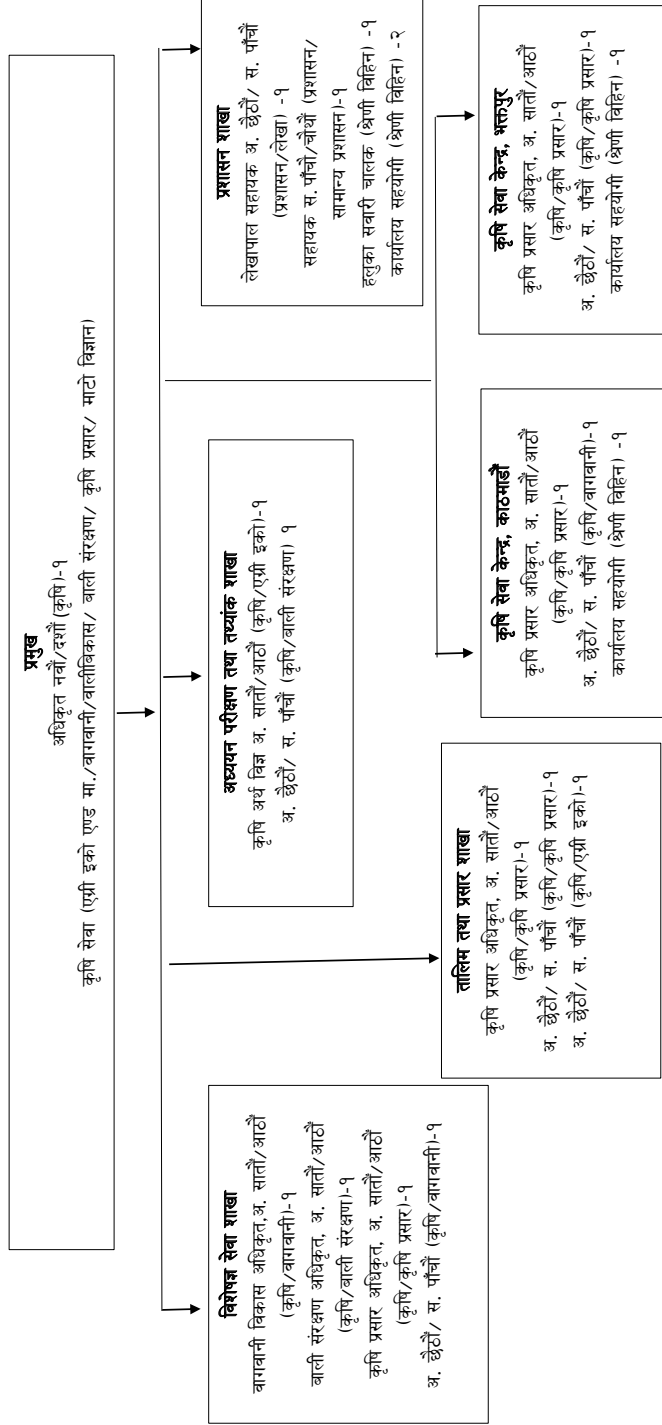 प्रमुख
अधिकृत नवौं/दशौं (कृषि)-१
कृषि सेवा (एग्री इको एण्ड मा./बागवानी/बालीविकास/ बाली संरक्षण/ कृषि प्रसार/ माटो विज्ञान)
विशेषज्ञ सेवा शाखा
बागवानी विकास अधिकृत,अ. सातौं/आठौं
(कृषि/बागवानी)-१
बाली संरक्षण अधिकृत, अ. सातौं/आठौं
(कृषि/बाली संरक्षण)-१
कृषि प्रसार अधिकृत, अ. सातौं/आठौं
(कृषि/कृषि प्रसार)-१
अ. छैठौं/ स. पाँचौं (कृषि/बागवानी)-१
तालिम तथा प्रसार शाखा
कृषि प्रसार अधिकृत, अ. सातौं/आठौं
(कृषि/कृषि प्रसार)-१
अ. छैठौं/ स. पाँचौं (कृषि/कृषि प्रसार)-१
अ. छैठौं/ स. पाँचौं (कृषि/एग्री इको)-१
अध्ययन परीक्षण तथा तथ्यांक शाखा
कृषि अर्थ विज्ञ अ. सातौं/आठौं (कृषि/एग्री इको)-१
अ. छैठौं/ स. पाँचौं (कृषि/बाली संरक्षण) १
प्रशासन शाखा
लेखापाल सहायक अ. छैठौं/ स. पाँचौं
(प्रशासन/लेखा) -१
सहायक स.पाँचौं/चौथौं (प्रशासन/
सामान्य प्रशासन)-१
हलुका सवारी चालक (श्रेणी विहिन) -१
कार्यालय सहयोगी (श्रेणी विहिन) -२
कृषि सेवा केन्द्र, काठमाडौं
कृषि प्रसार अधिकृत, अ. सातौं/आठौं
(कृषि/कृषि प्रसार)-१
अ. छैठौं/ स. पाँचौं (कृषि/बागवानी)-१
कार्यालय सहयोगी (श्रेणी विहिन) -१
कृषि सेवा केन्द्र, भक्तपुर
कृषि प्रसार अधिकृत, अ. सातौं/आठौं
(कृषि/कृषि प्रसार)-१
अ. छैठौं/ स. पाँचौं (कृषि/कृषि प्रसार)-१
कार्यालय सहयोगी (श्रेणी विहिन) -१